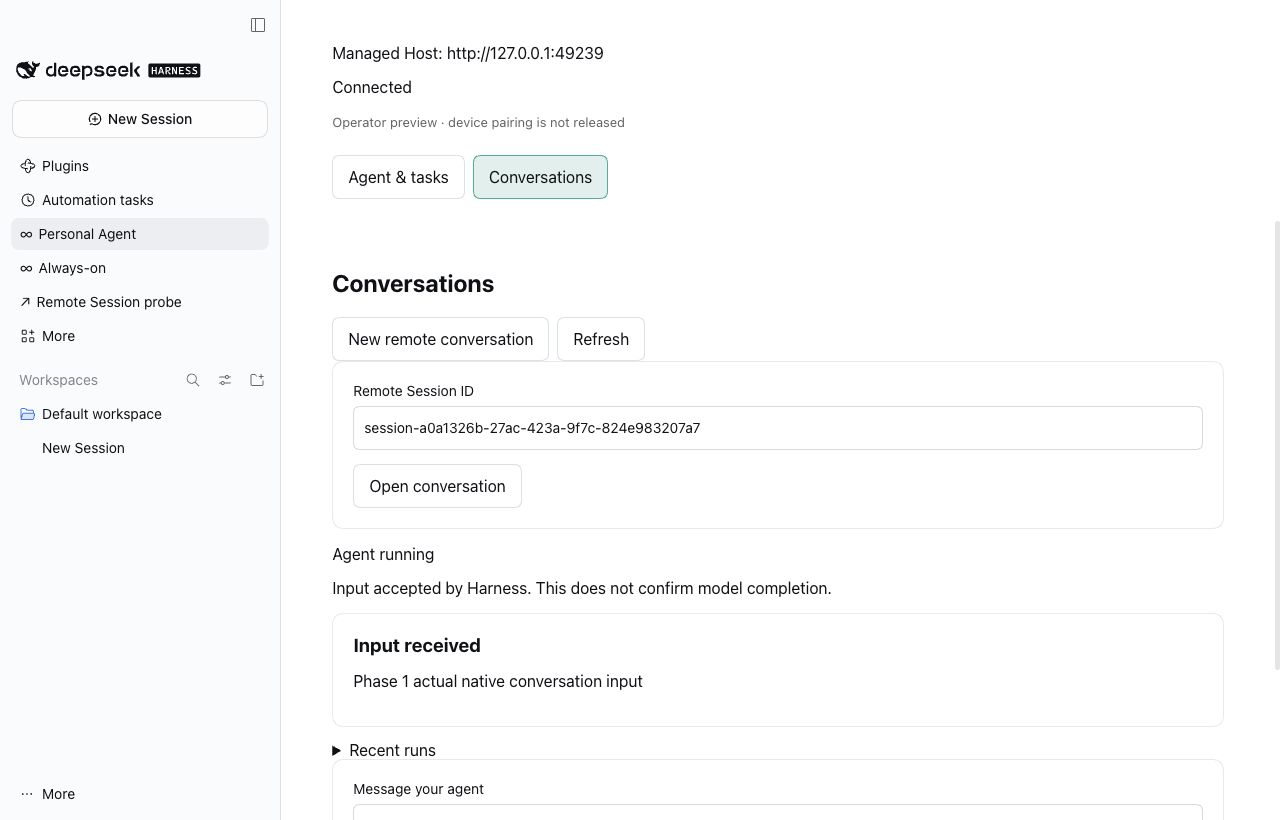 deepseek HARNESS
New Session
Plugins
Automation tasks
Personal Agent
Always-on
Remote Session probe
More
Workspaces
Default workspace
New Session
More
Managed Host: http://127.0.0.1:49239
Connected
Operator preview · device pairing is not released
Agent & tasks
Conversations
Conversations
New remote conversation
Refresh
Remote Session ID
session-a0a1326b-27ac-423a-9f7c-824e983207a7
Open conversation
Agent running
Input accepted by Harness. This does not confirm model completion.
Input received
Phase 1 actual native conversation input
Recent runs
Message your agent